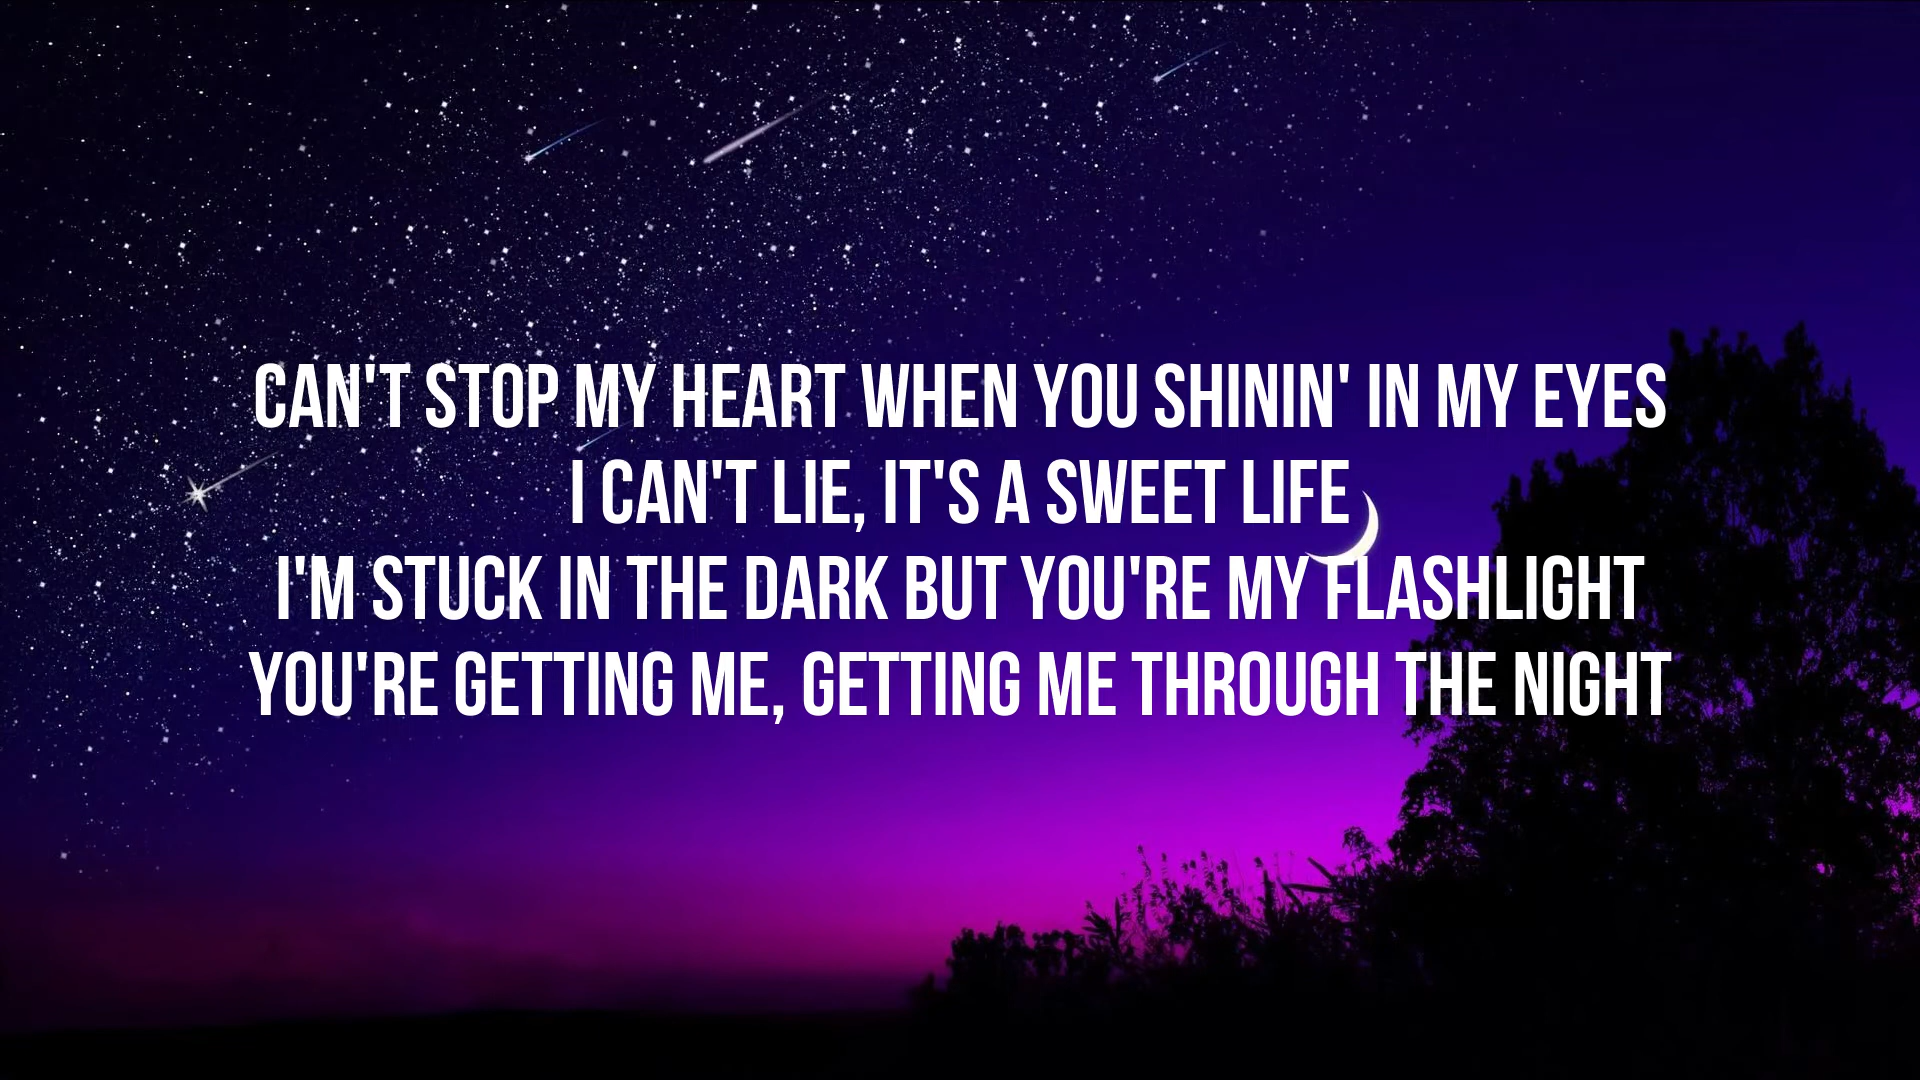 CAN'T STOP MY HEART WHEN YOU SHININ' IN MY EYES
I CAN'T LIE, IT'S A SWEET LIFE
I'M STUCK IN THE DARK BUT YOU'RE MY FLASHLIGHT
YOU'RE GETTING ME, GETTING ME THROUGH THE NIGHT